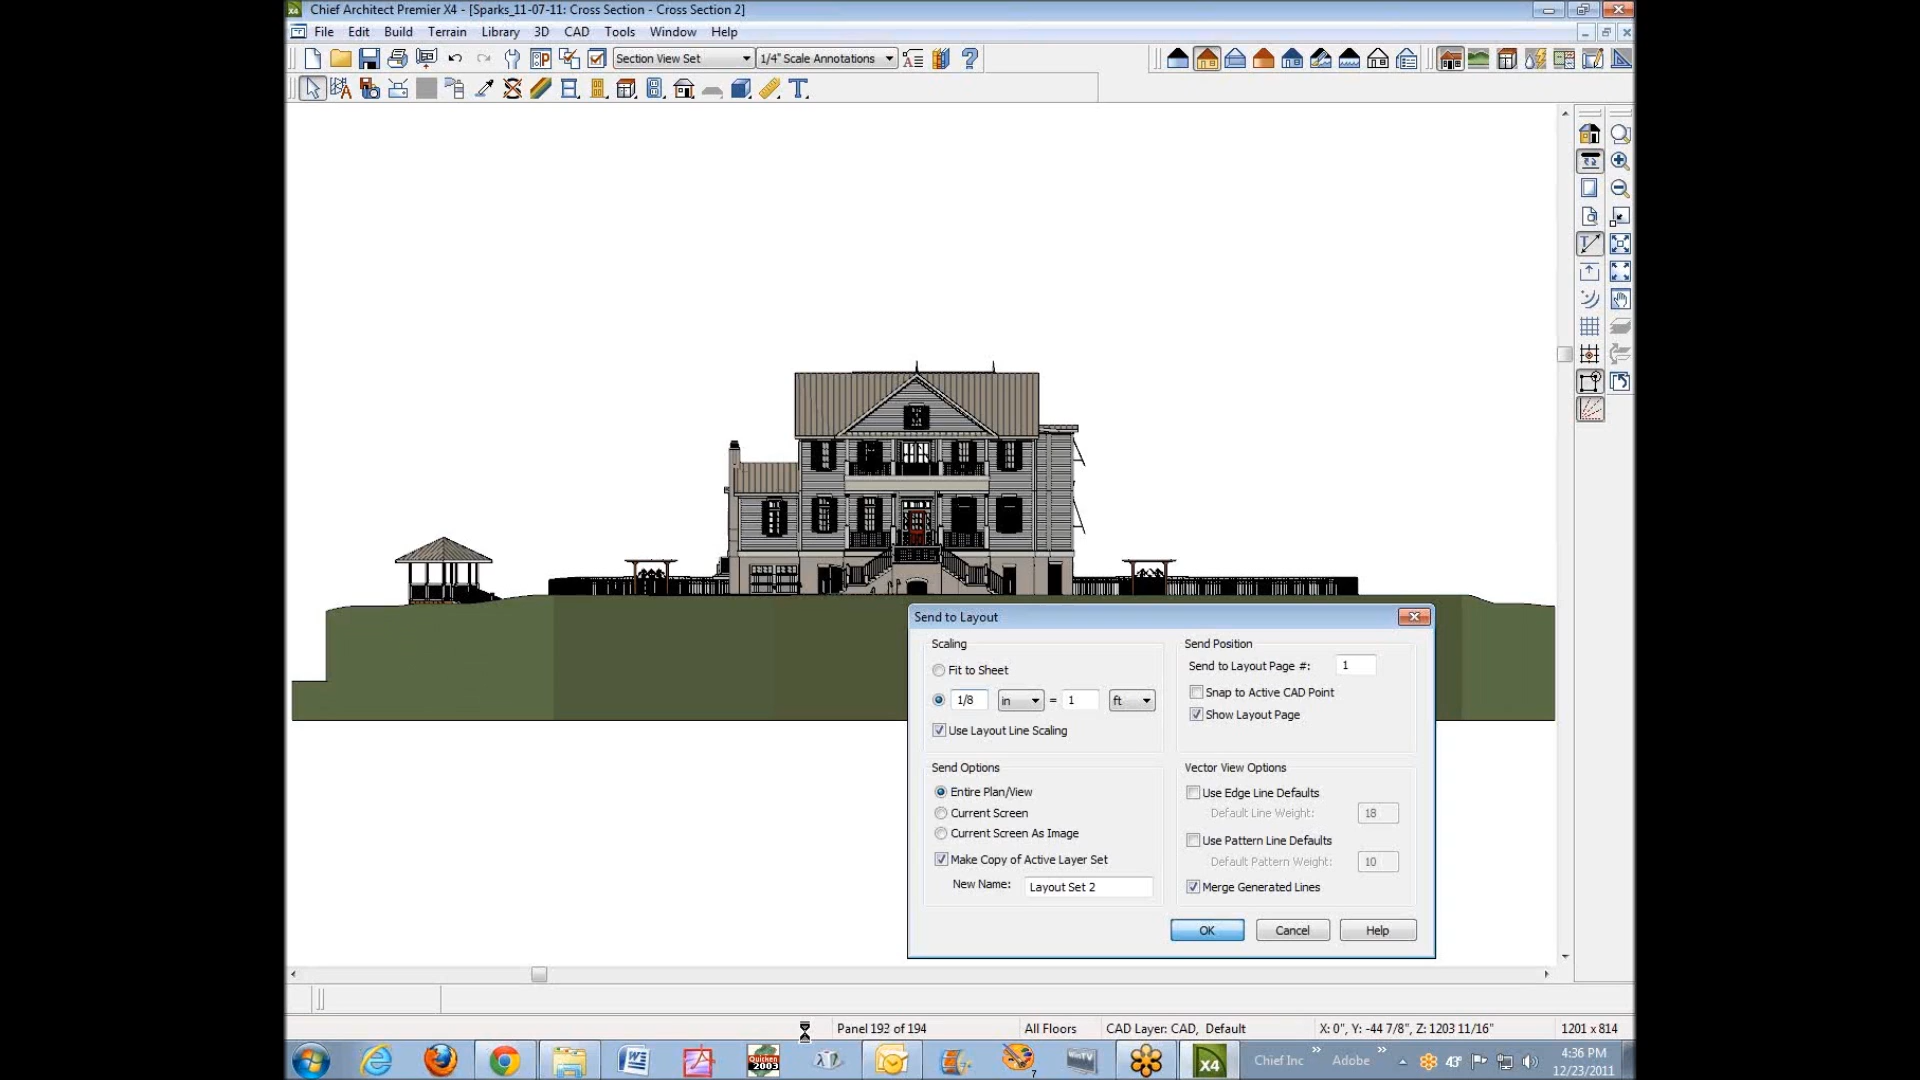 Chief Architect Premier X4 - [Sparks_11-07-11: Cross Section - Cross Section 2]
File Edit Build Terrain Library 3D CAD Tools Window Help
Section View Set 1/4" Scale Annotations
Send to Layout
Scaling
Fit to Sheet
1/8 in = 1 ft
Use Layout Line Scaling
Send Position
Send to Layout Page #: 1
Snap to Active CAD Point
Show Layout Page
Send Options
Entire Plan/View
Current Screen
Current Screen As Image
Make Copy of Active Layer Set
New Name: Layout Set 2
Vector View Options
Use Edge Line Defaults
Default Line Weight: 18
Use Pattern Line Defaults
Default Pattern Weight: 10
Merge Generated Lines
OK Cancel Help
Panel 193 of 194 All Floors CAD Layer: CAD, Default X: 0", Y: -44 7/8", Z: 1203 11/16" 1201 x 814
Quicken 2003 7 WinTV X4 Chief Inc » Adobe » 43° 4:36 PM
12/23/2011